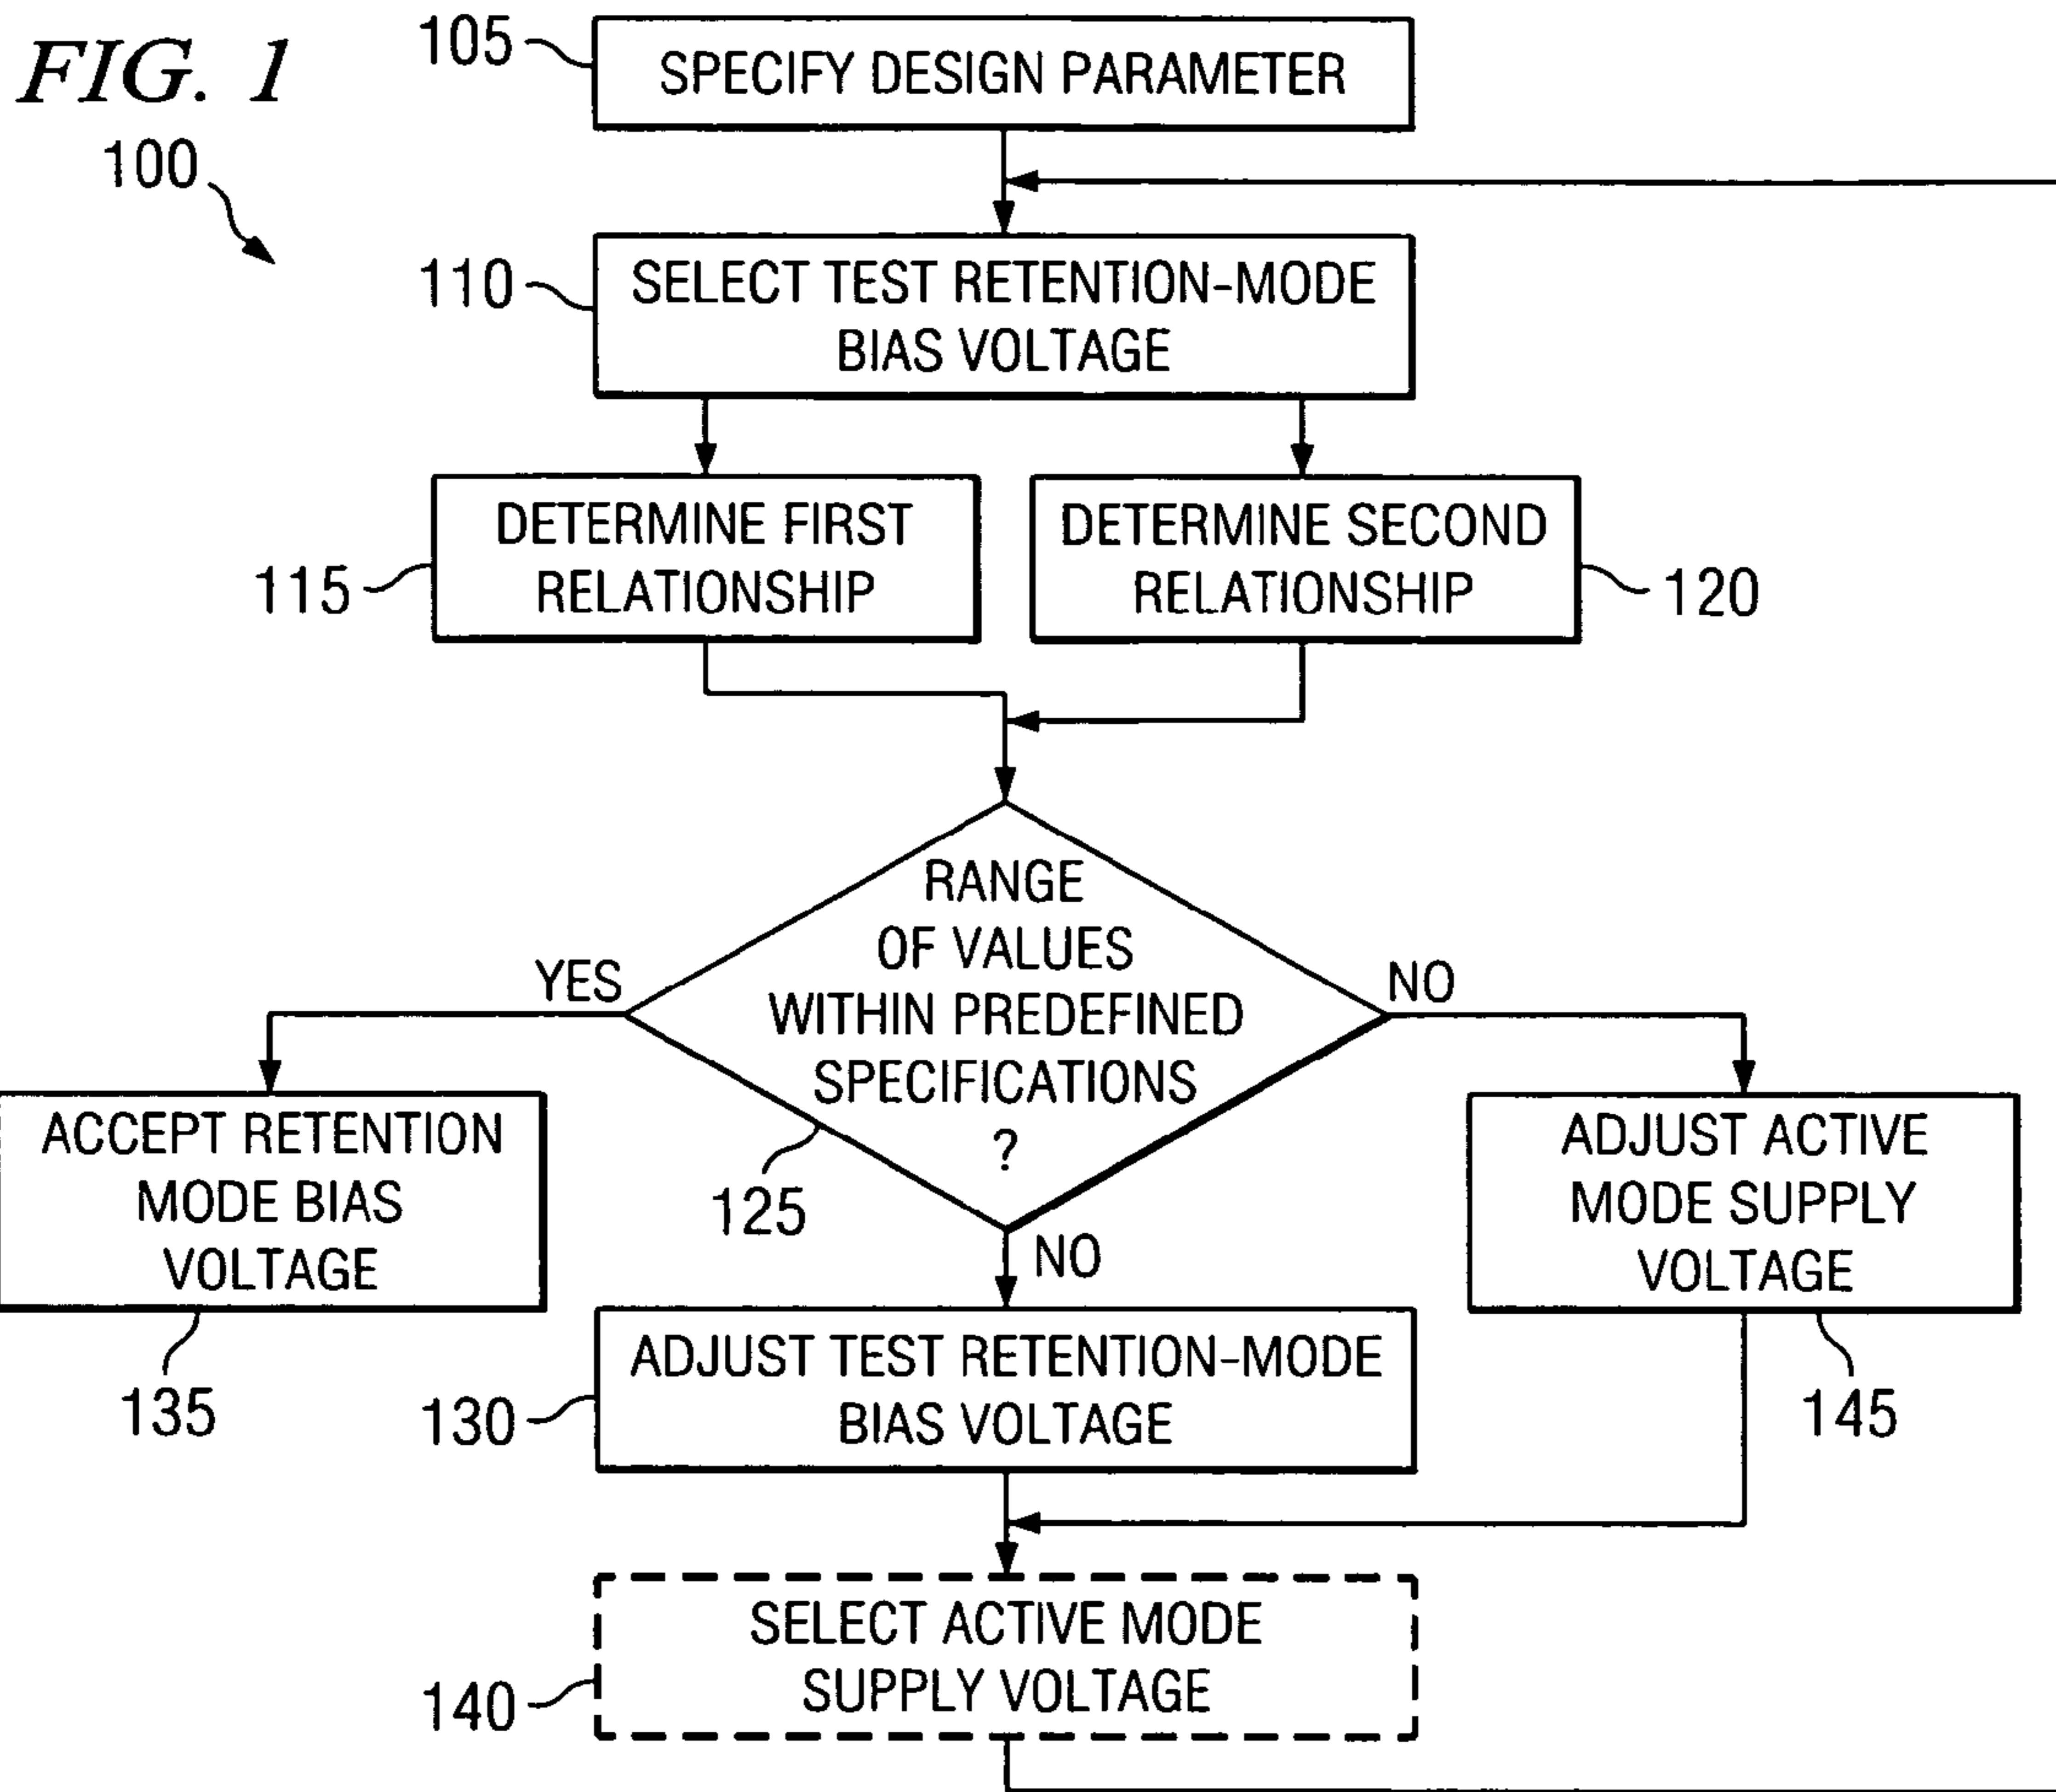 FIG. 1
100
105
SPECIFY DESIGN PARAMETER
110
SELECT TEST RETENTION-MODE
BIAS VOLTAGE
115
DETERMINE FIRST
RELATIONSHIP
DETERMINE SECOND
RELATIONSHIP
120
RANGE
OF VALUES
WITHIN PREDEFINED
SPECIFICATIONS
?
125
YES
NO
NO
ACCEPT RETENTION
MODE BIAS
VOLTAGE
135
ADJUST ACTIVE
MODE SUPPLY
VOLTAGE
145
130
ADJUST TEST RETENTION-MODE
BIAS VOLTAGE
140
SELECT ACTIVE MODE
SUPPLY VOLTAGE